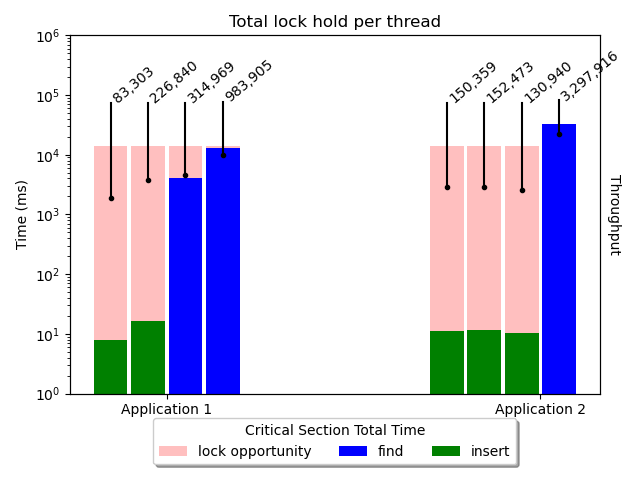 Total lock hold per thread
10^6
10^5
10^4
10^3
10^2
10^1
10^0
Time (ms)
83,303
226,840
314,969
983,905
150,359
152,473
130,940
3,297,916
Throughput
Application 1
Application 2
Critical Section Total Time
lock opportunity
find
insert